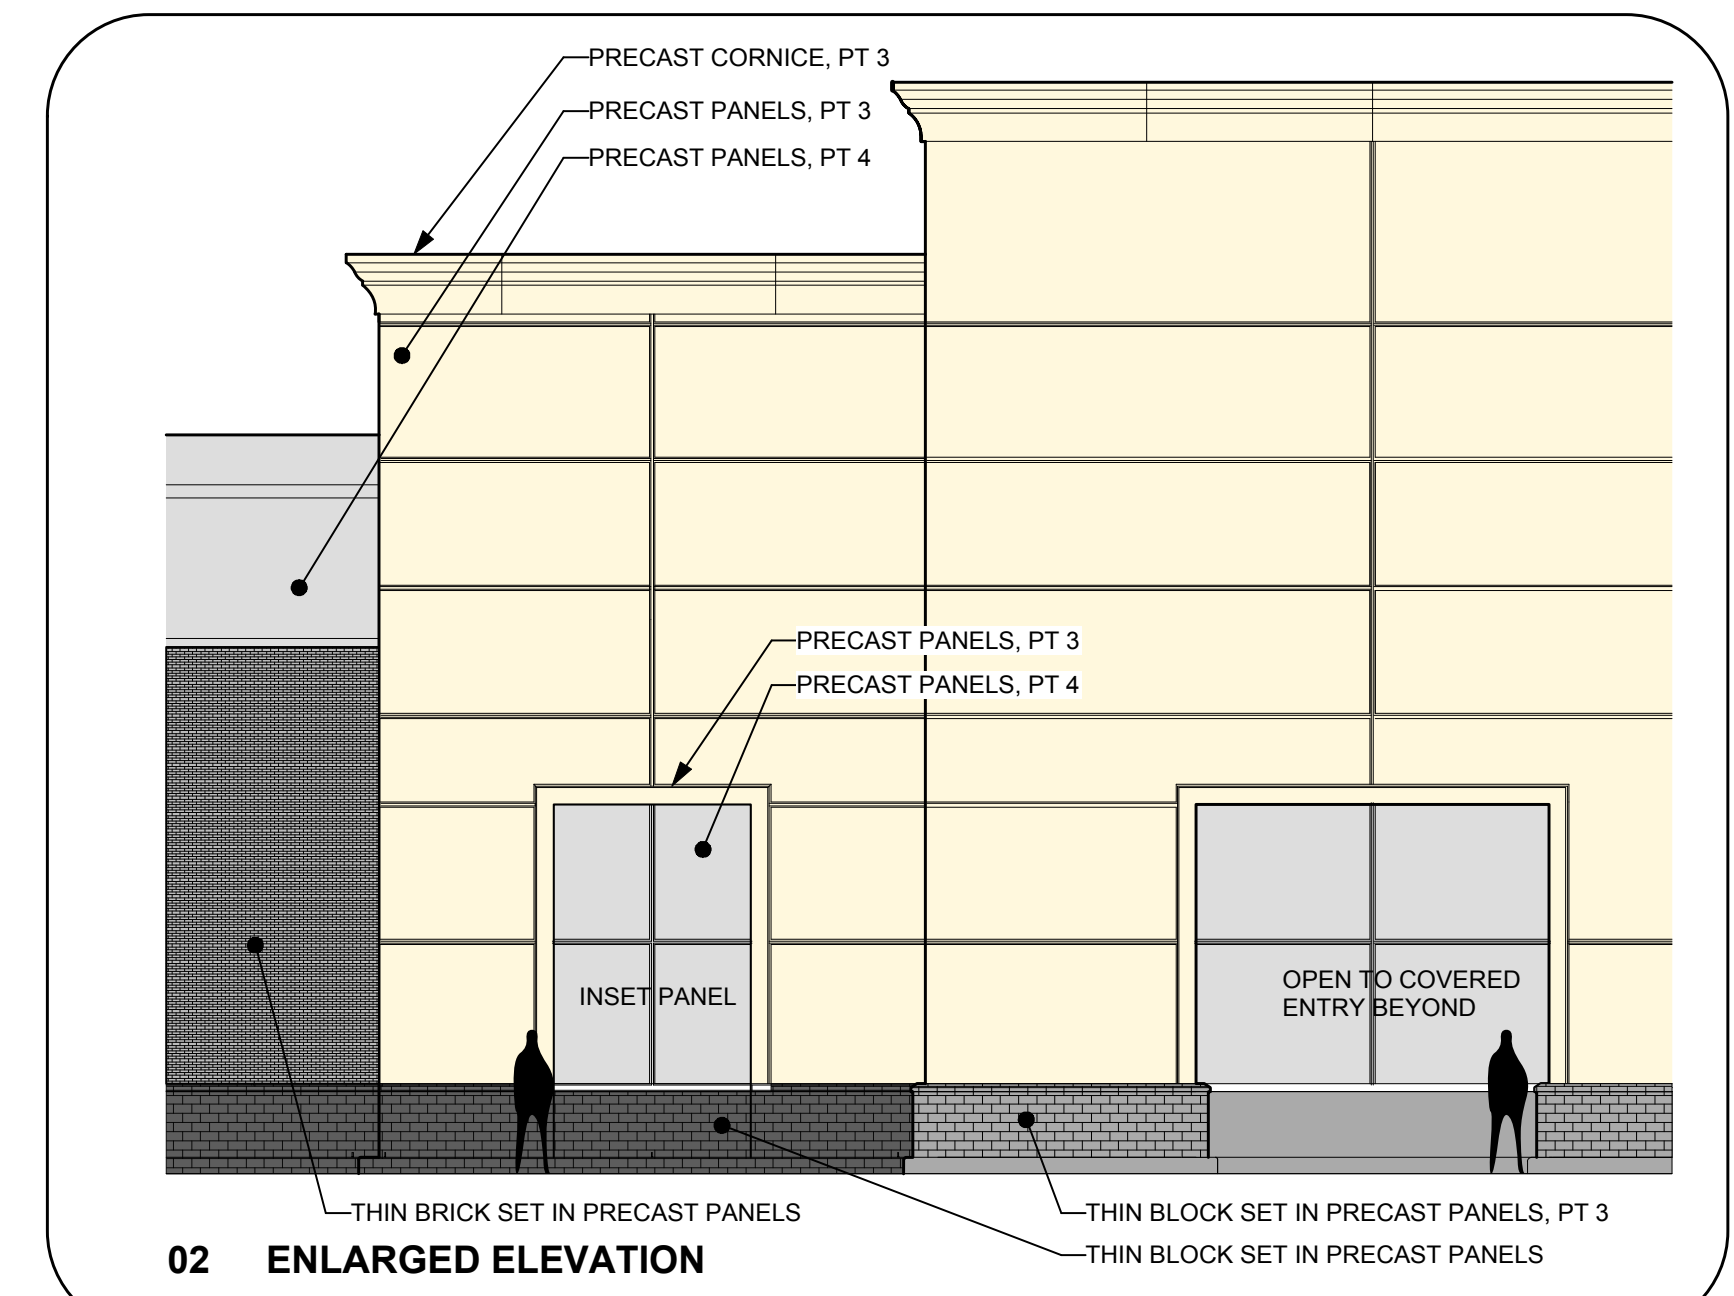 PRECAST CORNICE, PT 3
PRECAST PANELS, PT 3
PRECAST PANELS, PT 4
PRECAST PANELS, PT 3
PRECAST PANELS, PT 4
INSET PANEL
OPEN TO COVERED
ENTRY BEYOND
THIN BRICK SET IN PRECAST PANELS
THIN BLOCK SET IN PRECAST PANELS, PT 3
THIN BLOCK SET IN PRECAST PANELS
02 ENLARGED ELEVATION